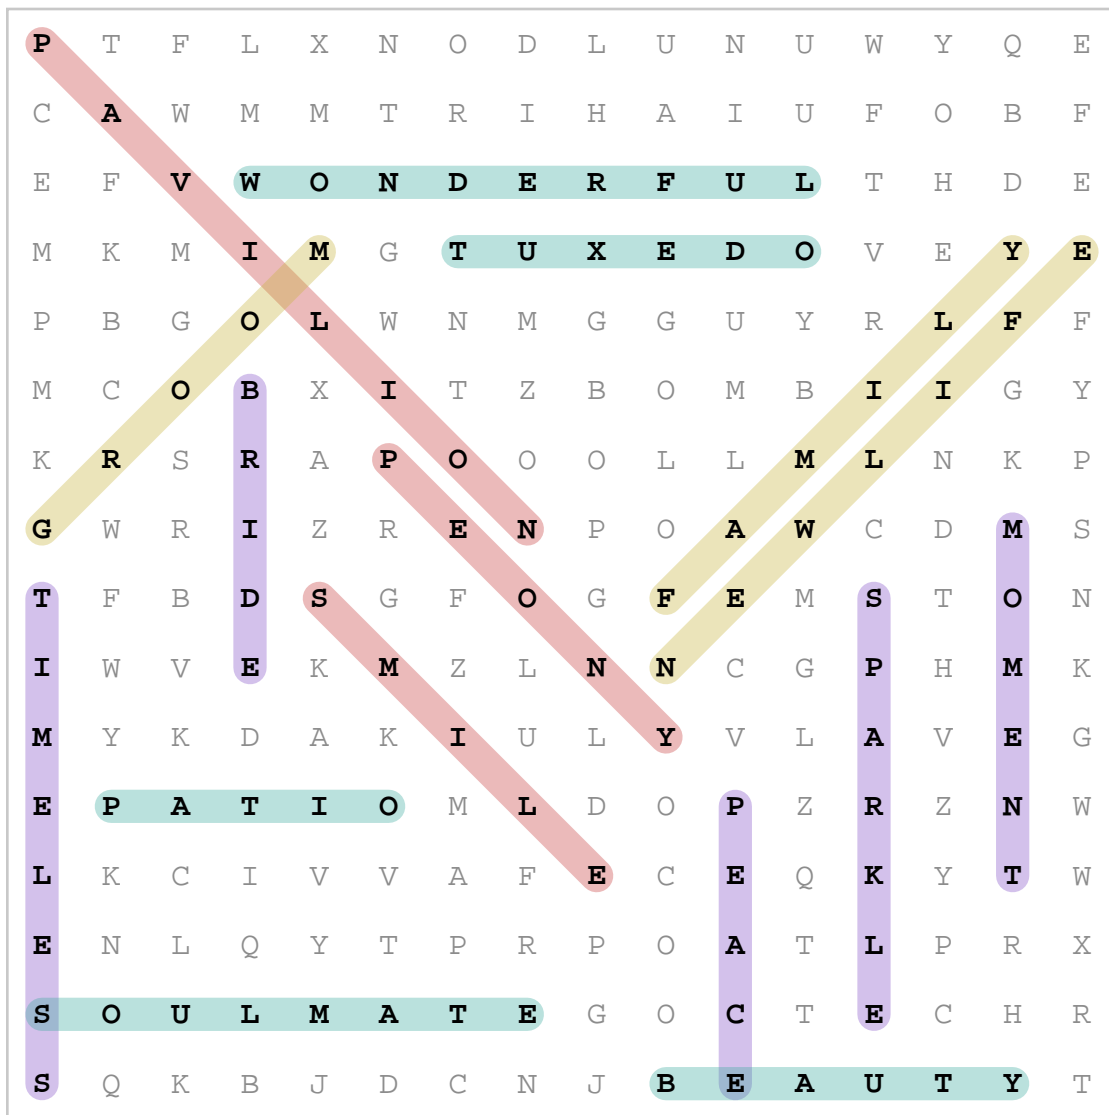 P T F L X N O D L U N U W Y Q E
C A W M M T R I H A I U F O B F
E F V W O N D E R F U L T H D E
M K M I M G T U X E D O V E Y E
P B G O L W N M G G U Y R L F F
M C O B X I T Z B O M B I I G Y
K R S R A P O O O L L M L N K P
G W R I Z R E N P O A W C D M S
T F B D S G F O G F E M S T O N
I W V E K M Z L N N C G P H M K
M Y K D A K I U L Y V L A V E G
E P A T I O M L D O P Z R Z N W
L K C I V V A F E C E Q K Y T W
E N L Q Y T P R P O A T L P R X
S O U L M A T E G O C T E C H R
S Q K B J D C N J B E A U T Y T